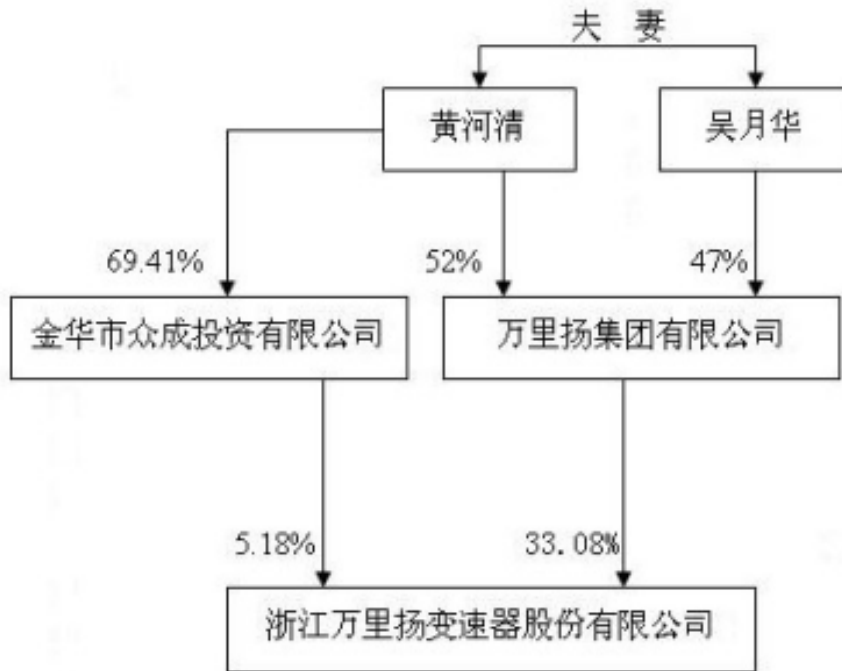 夫 妻
黄河清
吴月华
69.41%
52%
47%
金华市众成投资有限公司
万里扬集团有限公司
5.18%
33.08%
浙江万里扬变速器股份有限公司